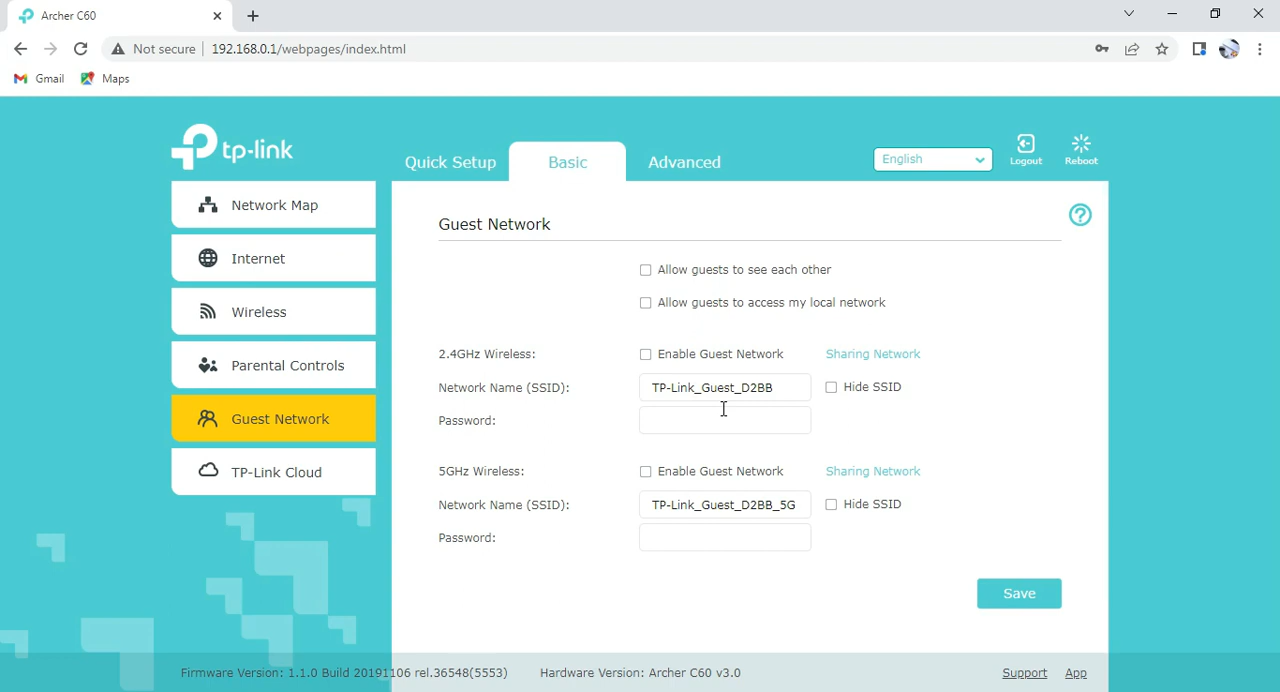 Archer C60
Not secure 192.168.0.1/webpages/index.html
Gmail Maps
tp-link
Quick Setup Basic Advanced English Logout Reboot
Network Map
Internet
Wireless
Parental Controls
Guest Network
TP-Link Cloud
Guest Network
Allow guests to see each other
Allow guests to access my local network
2.4GHz Wireless: Enable Guest Network Sharing Network
Network Name (SSID): TP-Link_Guest_D2BB Hide SSID
Password:
5GHz Wireless: Enable Guest Network Sharing Network
Network Name (SSID): TP-Link_Guest_D2BB_5G Hide SSID
Password:
Save
Firmware Version: 1.1.0 Build 20191106 rel.36548(5553) Hardware Version: Archer C60 v3.0 Support App